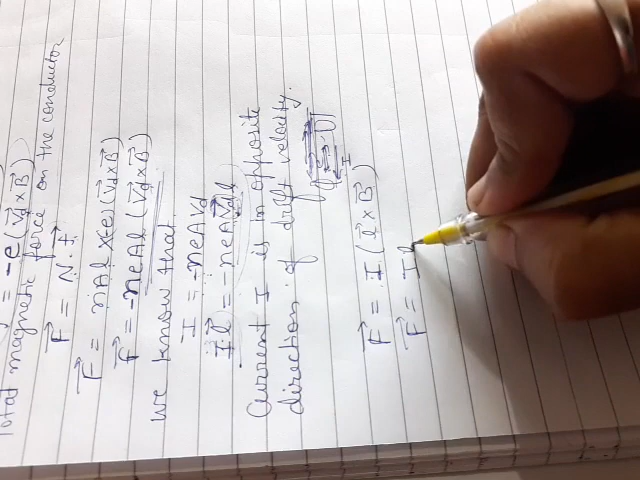 = -e (V⃗d × B⃗)
Total magnetic force on the conductor
F⃗ = N. f⃗
F⃗ = nAl x-e) (V⃗d × B⃗)
F⃗ = -neAl (V⃗d × B⃗)
we know that
I = -neAVd
I. l⃗ = -neAV⃗d l
Current I is in opposite
direction of drift velocity.
F⃗ = I (l⃗ × B⃗)
F⃗ = I l